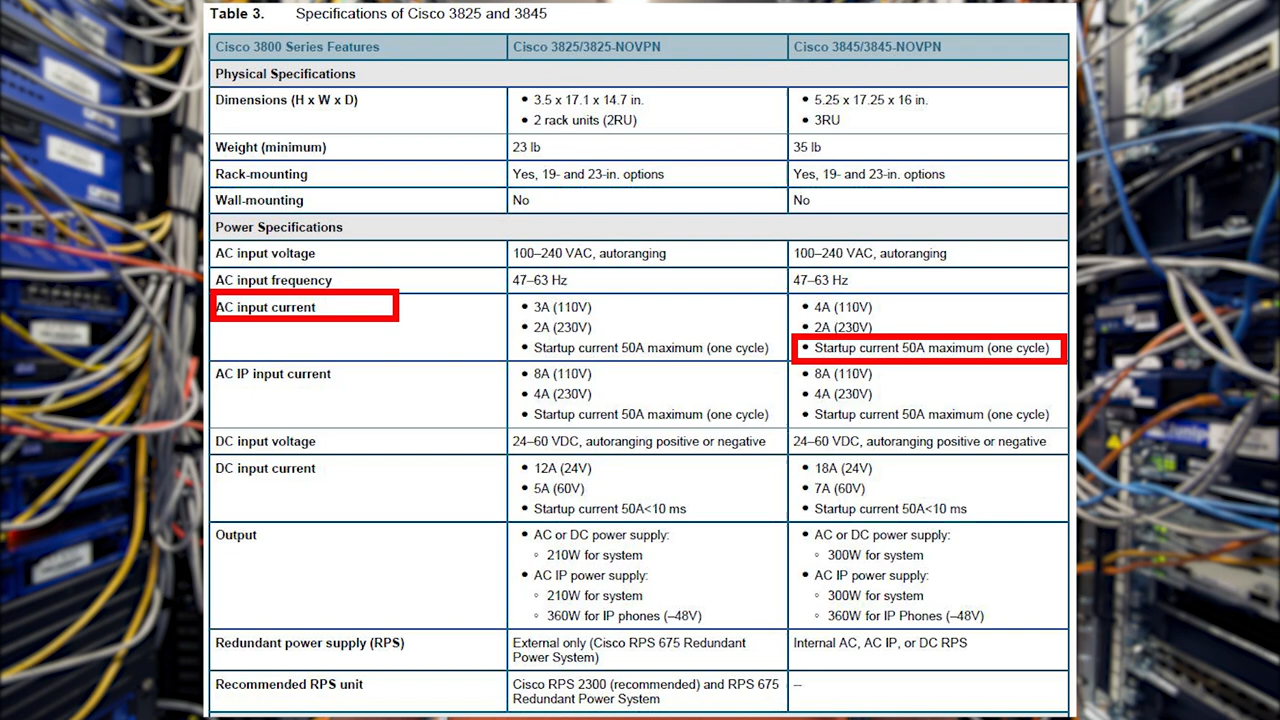 Table 3. Specifications of Cisco 3825 and 3845
Cisco 3800 Series Features Cisco 3825/3825-NOVPN Cisco 3845/3845-NOVPN
Physical Specifications
Dimensions (H x W x D) • 3.5 x 17.1 x 14.7 in. • 5.25 x 17.25 x 16 in.
• 2 rack units (2RU) • 3RU
Weight (minimum) 23 lb 35 lb
Rack-mounting Yes, 19- and 23-in. options Yes, 19- and 23-in. options
Wall-mounting No No
Power Specifications
AC input voltage 100–240 VAC, autoranging 100–240 VAC, autoranging
AC input frequency 47–63 Hz 47–63 Hz
AC input current • 3A (110V) • 4A (110V)
• 2A (230V) • 2A (230V)
• Startup current 50A maximum (one cycle) • Startup current 50A maximum (one cycle)
AC IP input current • 8A (110V) • 8A (110V)
• 4A (230V) • 4A (230V)
• Startup current 50A maximum (one cycle) • Startup current 50A maximum (one cycle)
DC input voltage 24–60 VDC, autoranging positive or negative 24–60 VDC, autoranging positive or negative
DC input current • 12A (24V) • 18A (24V)
• 5A (60V) • 7A (60V)
• Startup current 50A<10 ms • Startup current 50A<10 ms
Output • AC or DC power supply: • AC or DC power supply:
◦ 210W for system ◦ 300W for system
• AC IP power supply: • AC IP power supply:
◦ 210W for system ◦ 300W for system
◦ 360W for IP phones (–48V) ◦ 360W for IP Phones (–48V)
Redundant power supply (RPS) External only (Cisco RPS 675 Redundant Internal AC, AC IP, or DC RPS
Power System)
Recommended RPS unit Cisco RPS 2300 (recommended) and RPS 675 --
Redundant Power System